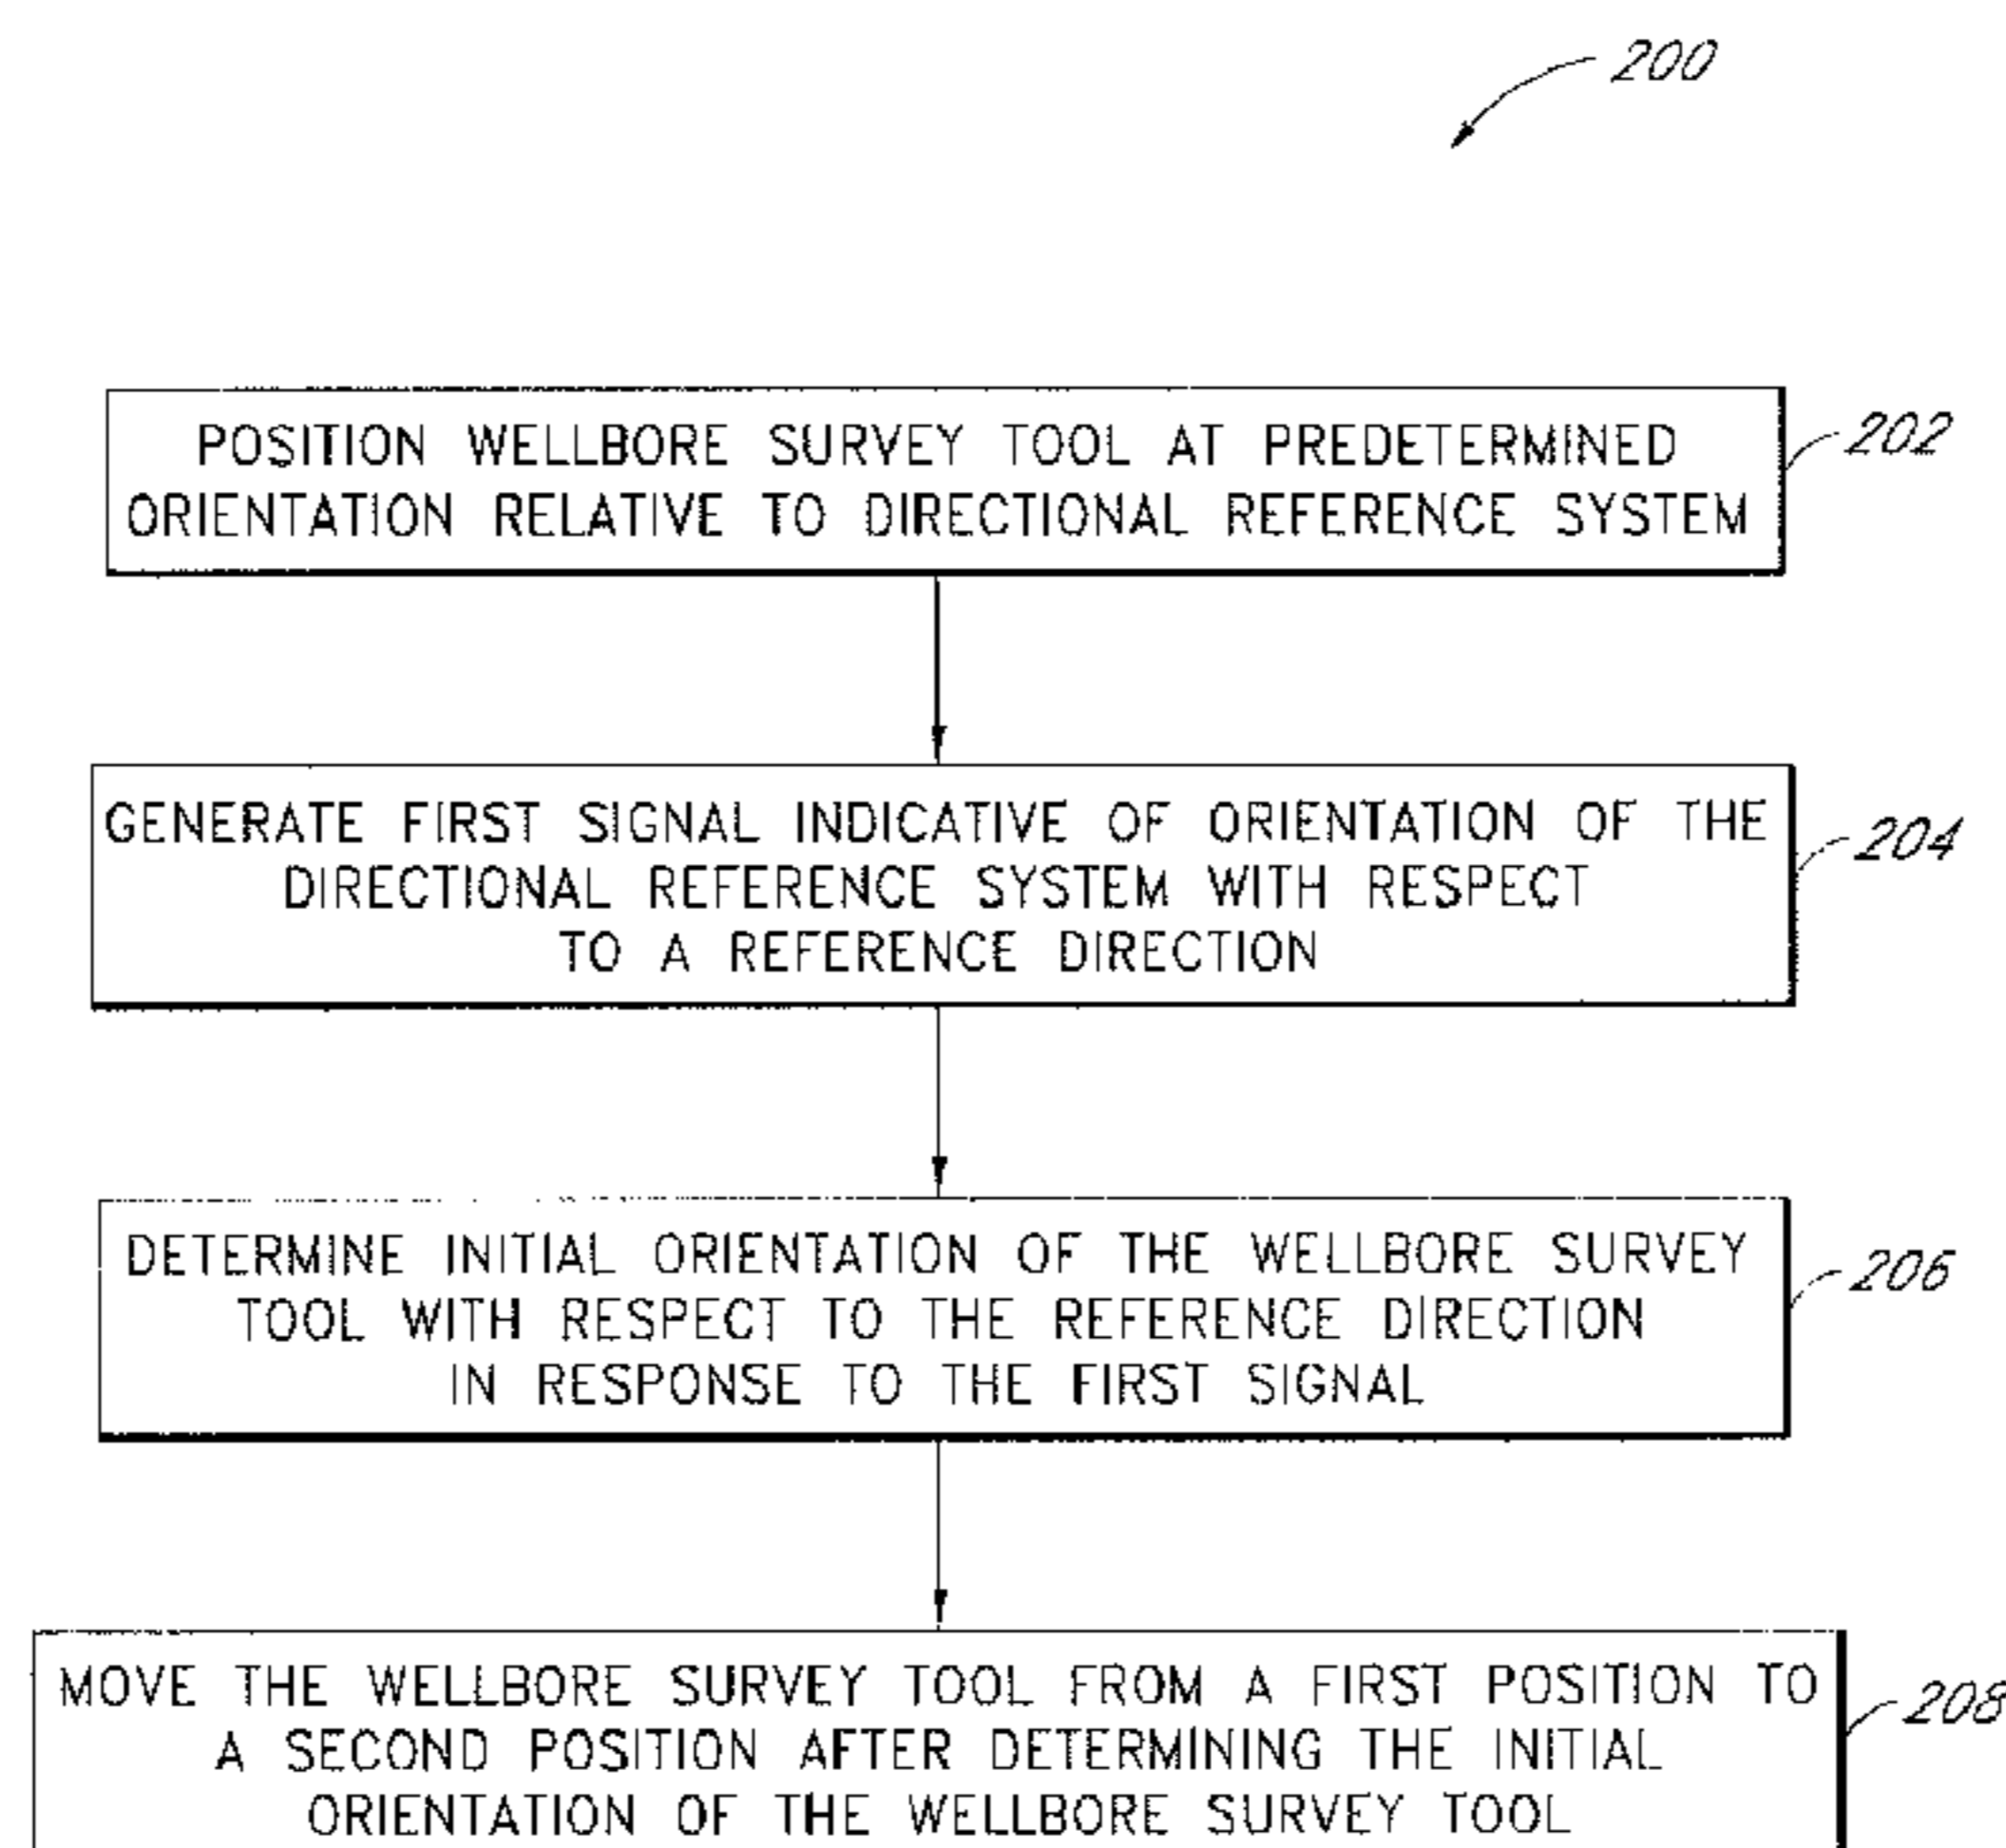 200
POSITION WELLBORE SURVEY TOOL AT PREDETERMINED
ORIENTATION RELATIVE TO DIRECTIONAL REFERENCE SYSTEM
202
GENERATE FIRST SIGNAL INDICATIVE OF ORIENTATION OF THE
DIRECTIONAL REFERENCE SYSTEM WITH RESPECT
TO A REFERENCE DIRECTION
204
DETERMINE INITIAL ORIENTATION OF THE WELLBORE SURVEY
TOOL WITH RESPECT TO THE REFERENCE DIRECTION
IN RESPONSE TO THE FIRST SIGNAL
206
MOVE THE WELLBORE SURVEY TOOL FROM A FIRST POSITION TO
A SECOND POSITION AFTER DETERMINING THE INITIAL
ORIENTATION OF THE WELLBORE SURVEY TOOL
208